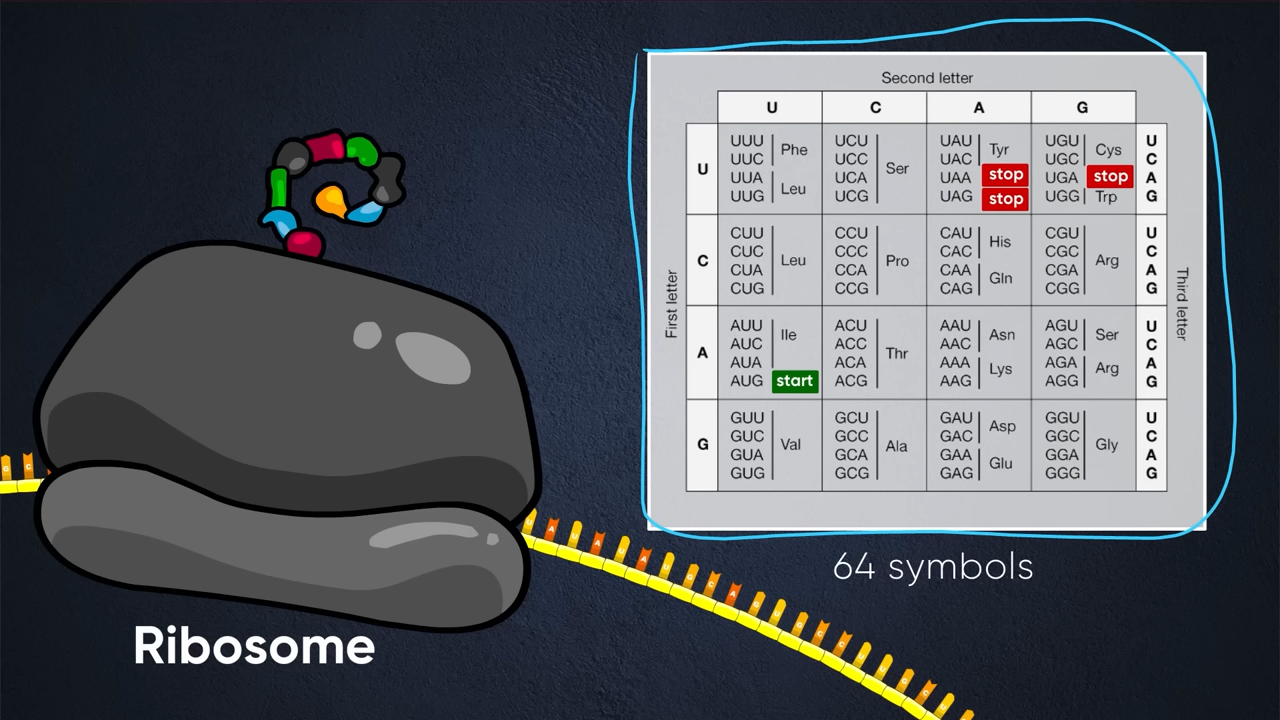 Second letter
U C A G
First letter
Third letter
U
UUU
UUC
UUA
UUG
Phe
Leu
UCU
UCC
UCA
UCG
Ser
UAU
UAC
UAA
UAG
Tyr
stop
stop
UGU
UGC
UGA
UGG
Cys
stop
Trp
U
C
A
G
C
CUU
CUC
CUA
CUG
Leu
CCU
CCC
CCA
CCG
Pro
CAU
CAC
CAA
CAG
His
Gln
CGU
CGC
CGA
CGG
Arg
U
C
A
G
A
AUU
AUC
AUA
AUG
Ile
start
ACU
ACC
ACA
ACG
Thr
AAU
AAC
AAA
AAG
Asn
Lys
AGU
AGC
AGA
AGG
Ser
Arg
U
C
A
G
G
GUU
GUC
GUA
GUG
Val
GCU
GCC
GCA
GCG
Ala
GAU
GAC
GAA
GAG
Asp
Glu
GGU
GGC
GGA
GGG
Gly
U
C
A
G
64 symbols
Ribosome